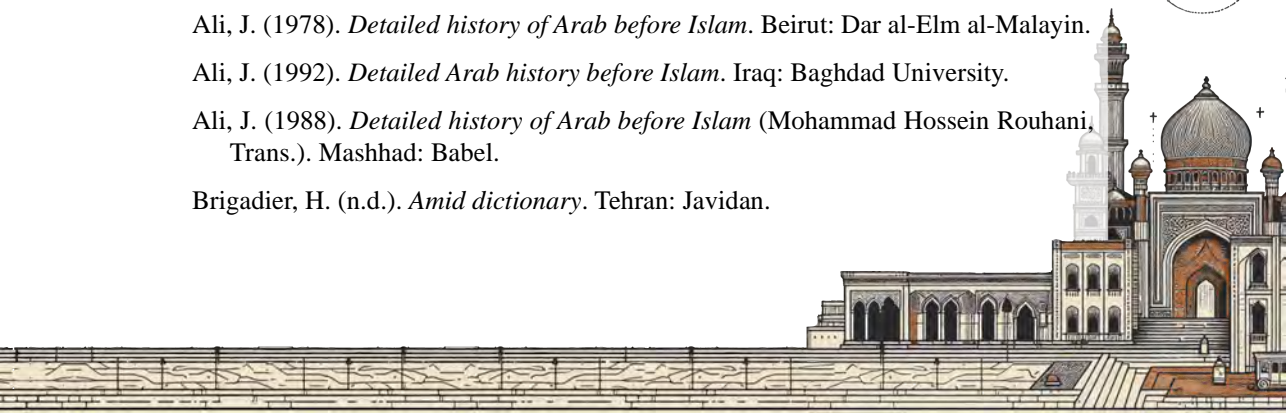 Ali, J. (1978). Detailed history of Arab before Islam. Beirut: Dar al-Elm al-Malayin.
Ali, J. (1992). Detailed Arab history before Islam. Iraq: Baghdad University.
Ali, J. (1988). Detailed history of Arab before Islam (Mohammad Hossein Rouhani,
Trans.). Mashhad: Babel.
Brigadier, H. (n.d.). Amid dictionary. Tehran: Javidan.